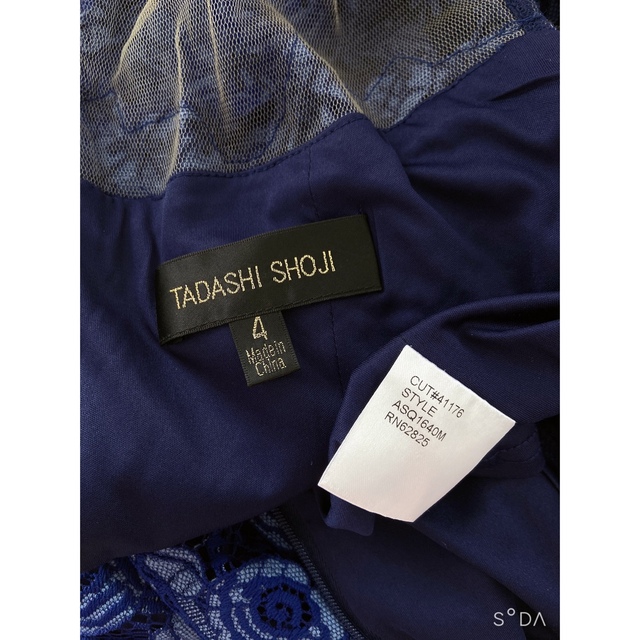 TADASHI SHOJI
4
Made in
China
CUT#41176
STYLE
ASQ1640M
RN62825
S°DA